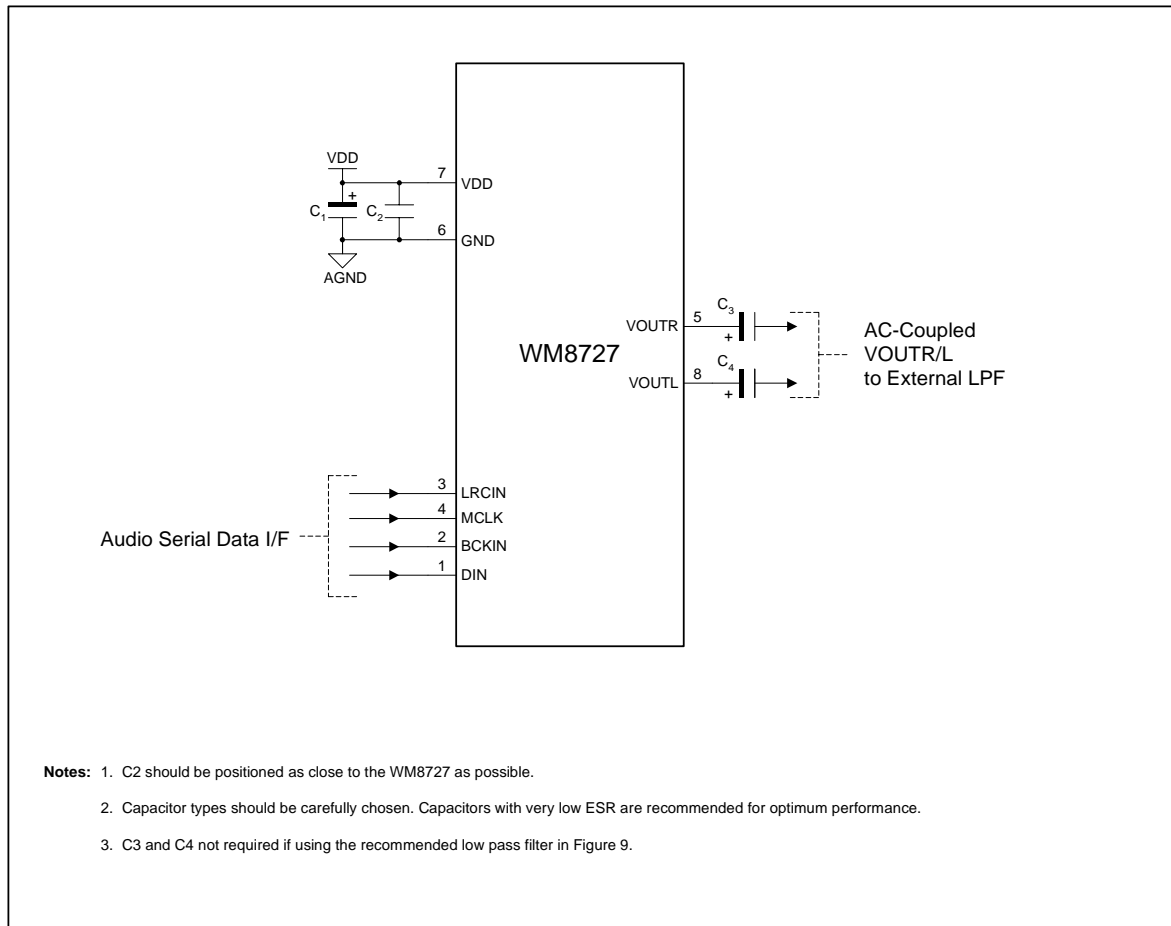 VDD
7
VDD
+
C1
C2
6
GND
AGND
C3
VOUTR
5
+
WM8727
C4
VOUTL
8
+
AC-Coupled
VOUTR/L
to External LPF
3
LRCIN
4
MCLK
Audio Serial Data I/F
2
BCKIN
1
DIN
Notes: 1. C2 should be positioned as close to the WM8727 as possible.
2. Capacitor types should be carefully chosen. Capacitors with very low ESR are recommended for optimum performance.
3. C3 and C4 not required if using the recommended low pass filter in Figure 9.